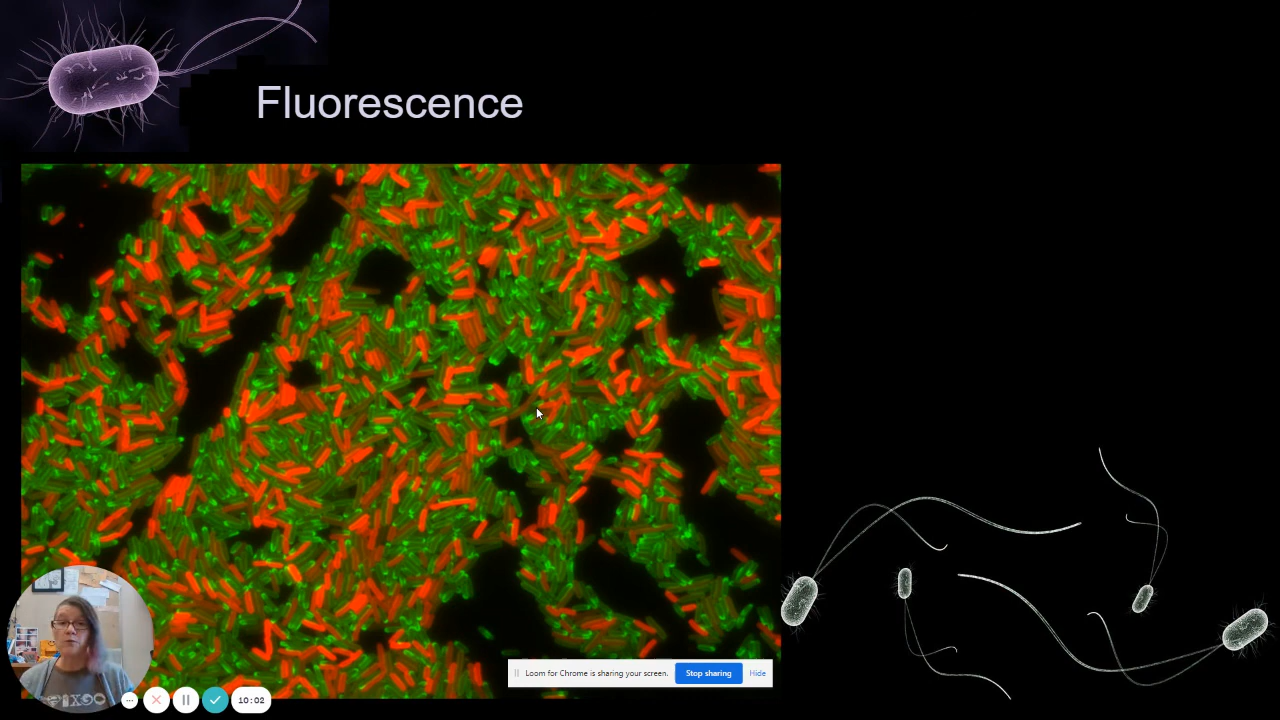 Fluorescence
Loom for Chrome is sharing your screen.
Stop sharing
Hide
10:02